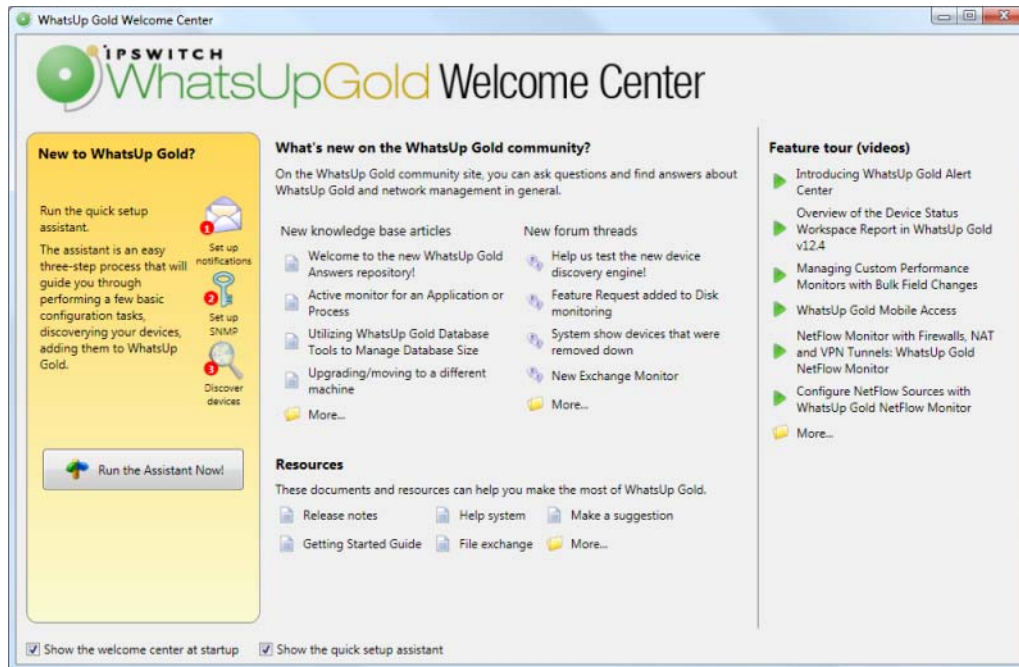 WhatsUp Gold Welcome Center
IPSWITCH
WhatsUpGold Welcome Center
New to WhatsUp Gold?
Run the quick setup
assistant.
The assistant is an easy
three-step process that will
guide you through
performing a few basic
configuration tasks,
discoverying your devices,
adding them to WhatsUp
Gold.
1
Set up
notifications
2
Set up
SNMP
3
Discover
devices
Run the Assistant Now!
What's new on the WhatsUp Gold community?
On the WhatsUp Gold community site, you can ask questions and find answers about
WhatsUp Gold and network management in general.
New knowledge base articles
Welcome to the new WhatsUp Gold
Answers repository!
Active monitor for an Application or
Process
Utilizing WhatsUp Gold Database
Tools to Manage Database Size
Upgrading/moving to a different
machine
More...
New forum threads
Help us test the new device
discovery engine!
Feature Request added to Disk
monitoring
System show devices that were
removed down
New Exchange Monitor
More...
Resources
These documents and resources can help you make the most of WhatsUp Gold.
Release notes
Help system
Make a suggestion
Getting Started Guide
File exchange
More...
Feature tour (videos)
Introducing WhatsUp Gold Alert
Center
Overview of the Device Status
Workspace Report in WhatsUp Gold
v12.4
Managing Custom Performance
Monitors with Bulk Field Changes
WhatsUp Gold Mobile Access
NetFlow Monitor with Firewalls, NAT
and VPN Tunnels: WhatsUp Gold
NetFlow Monitor
Configure NetFlow Sources with
WhatsUp Gold NetFlow Monitor
More...
Show the welcome center at startup
Show the quick setup assistant